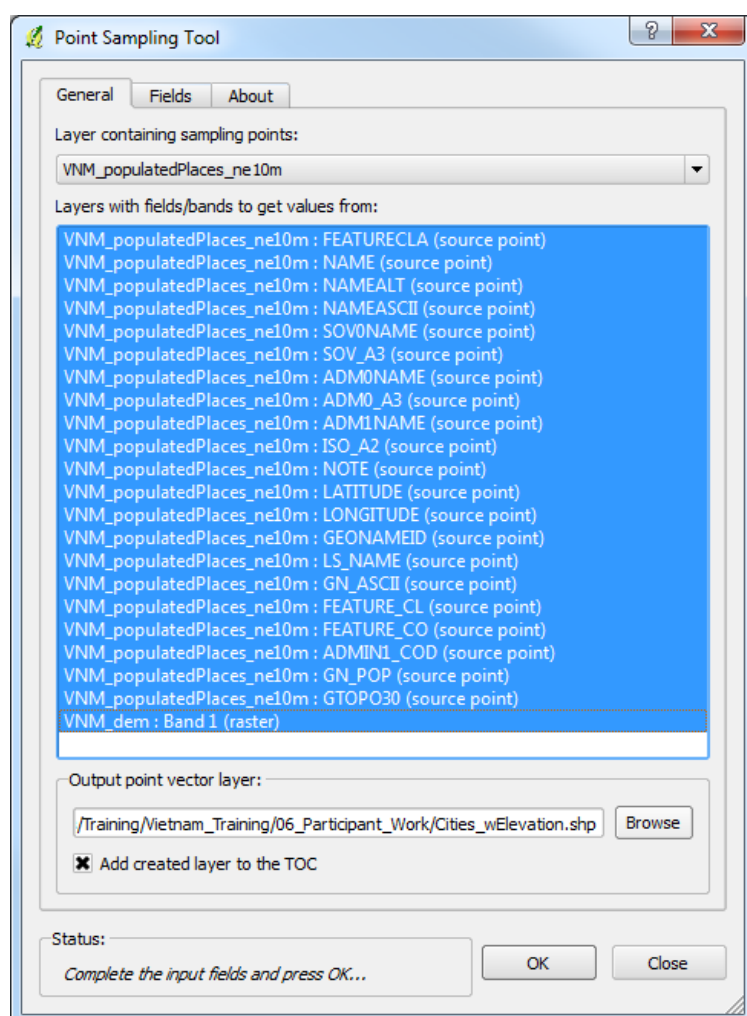 Point Sampling Tool
General Fields About
Layer containing sampling points:
VNM_populatedPlaces_ne10m
Layers with fields/bands to get values from:
VNM_populatedPlaces_ne10m : FEATURECLA (source point)
VNM_populatedPlaces_ne10m : NAME (source point)
VNM_populatedPlaces_ne10m : NAMEALT (source point)
VNM_populatedPlaces_ne10m : NAMEASCII (source point)
VNM_populatedPlaces_ne10m : SOV0NAME (source point)
VNM_populatedPlaces_ne10m : SOV_A3 (source point)
VNM_populatedPlaces_ne10m : ADM0NAME (source point)
VNM_populatedPlaces_ne10m : ADM0_A3 (source point)
VNM_populatedPlaces_ne10m : ADM1NAME (source point)
VNM_populatedPlaces_ne10m : ISO_A2 (source point)
VNM_populatedPlaces_ne10m : NOTE (source point)
VNM_populatedPlaces_ne10m : LATITUDE (source point)
VNM_populatedPlaces_ne10m : LONGITUDE (source point)
VNM_populatedPlaces_ne10m : GEONAMEID (source point)
VNM_populatedPlaces_ne10m : LS_NAME (source point)
VNM_populatedPlaces_ne10m : GN_ASCII (source point)
VNM_populatedPlaces_ne10m : FEATURE_CL (source point)
VNM_populatedPlaces_ne10m : FEATURE_CO (source point)
VNM_populatedPlaces_ne10m : ADMIN1_COD (source point)
VNM_populatedPlaces_ne10m : GN_POP (source point)
VNM_populatedPlaces_ne10m : GTOPO30 (source point)
VNM_dem : Band 1 (raster)
Output point vector layer:
/Training/Vietnam_Training/06_Participant_Work/Cities_wElevation.shp Browse
Add created layer to the TOC
Status:
Complete the input fields and press OK...
OK Close